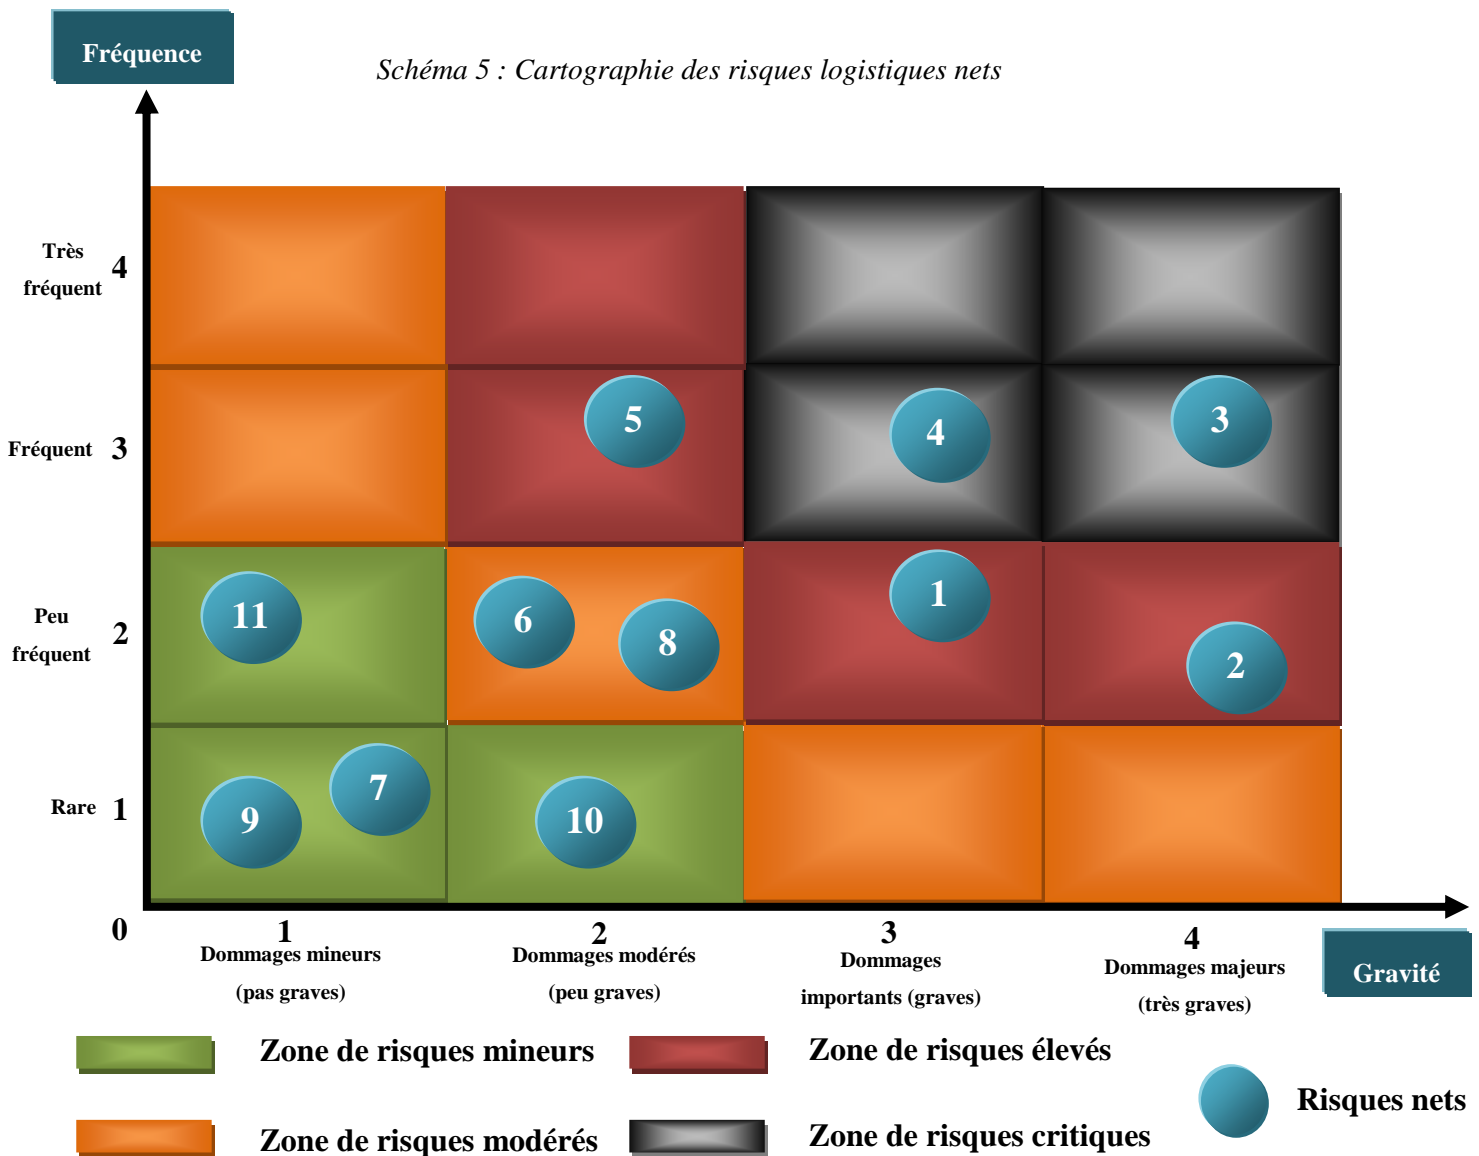 Fréquence
Schéma 5 : Cartographie des risques logistiques nets
Très
fréquent
4
5
4
3
Fréquent
3
11
6
8
1
2
Peu
fréquent
2
9
7
10
Rare
1
0
1
2
3
4
Dommages mineurs
(pas graves)
Dommages modérés
(peu graves)
Dommages
importants (graves)
Dommages majeurs
(très graves)
Gravité
Zone de risques mineurs
Zone de risques élevés
Zone de risques modérés
Zone de risques critiques
Risques nets